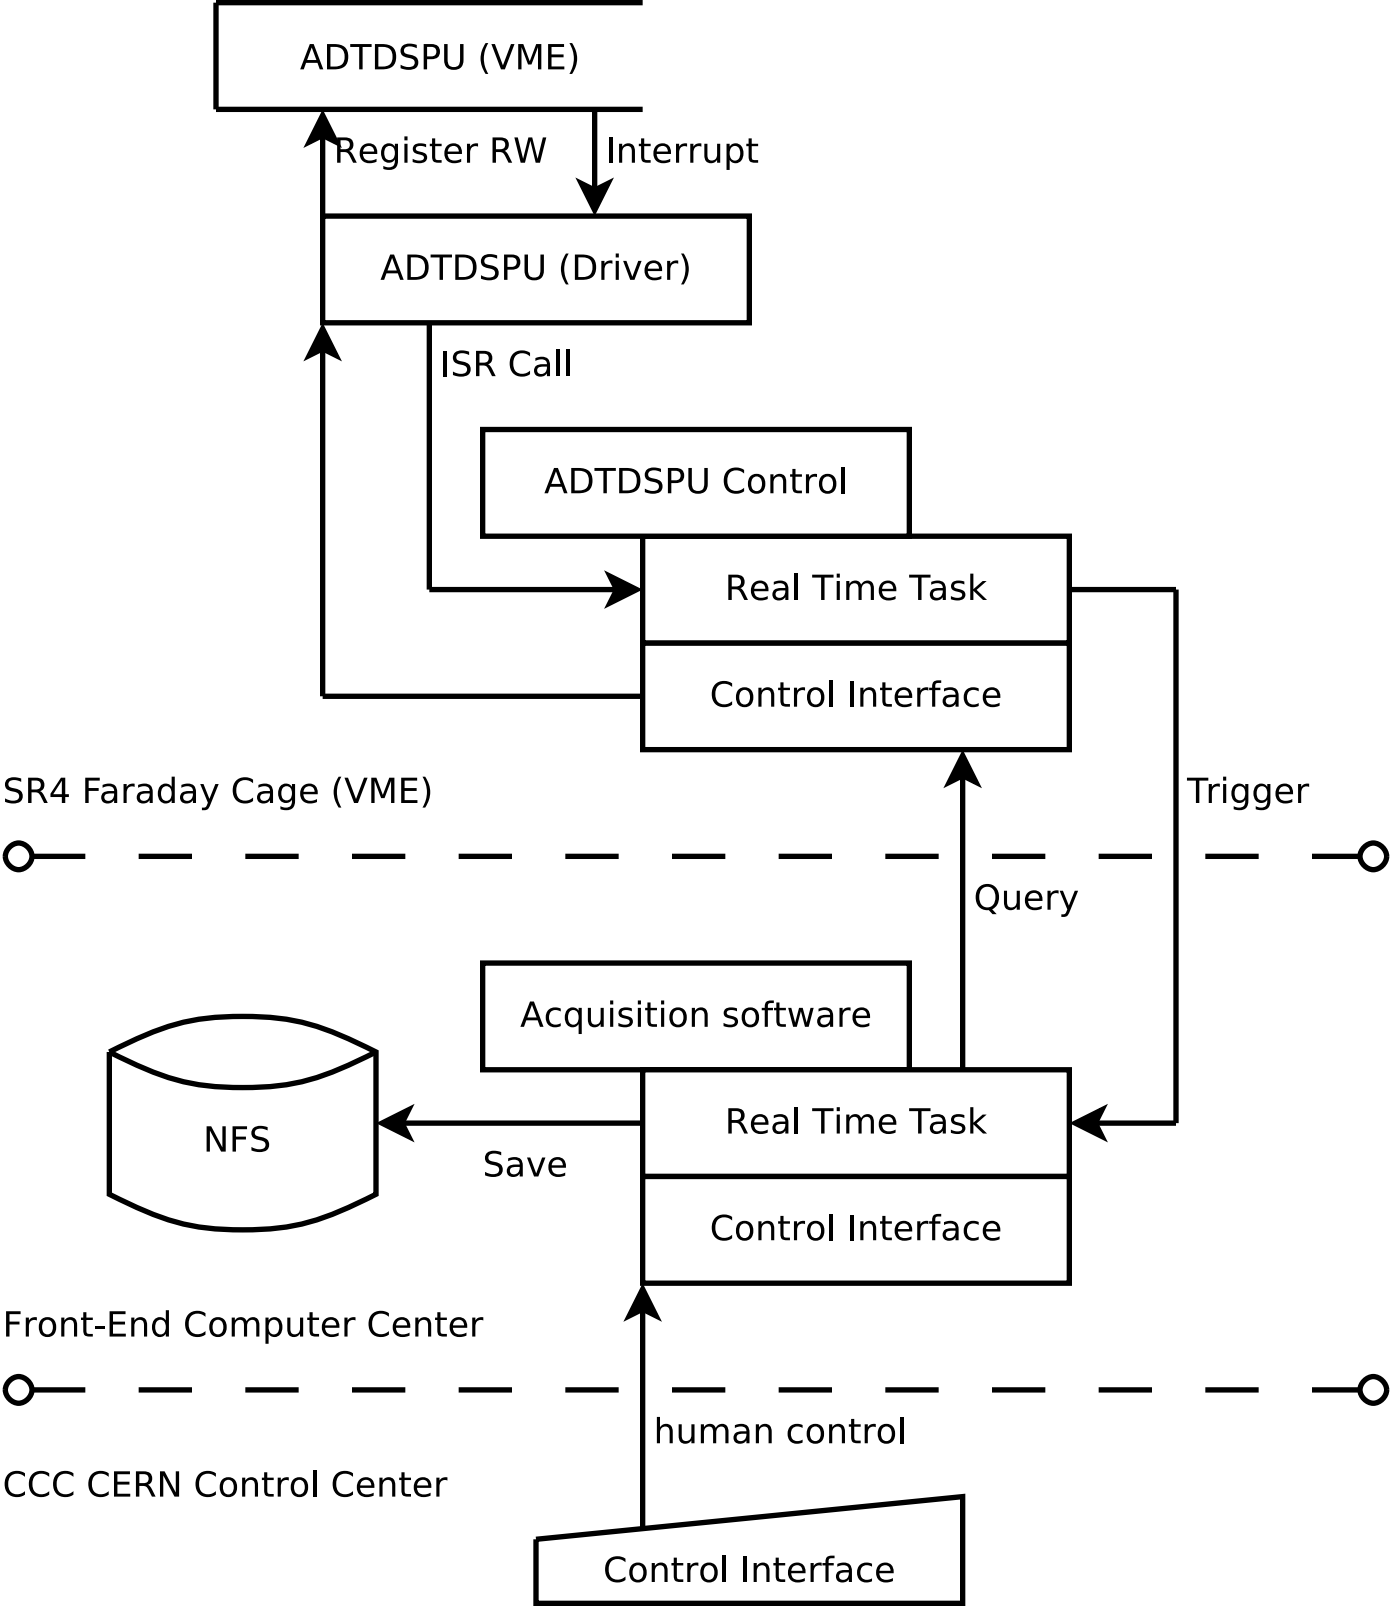 ADTDSPU (VME)
Register RW
Interrupt
ADTDSPU (Driver)
ISR Call
ADTDSPU Control
Real Time Task
Control Interface
SR4 Faraday Cage (VME)
Trigger
Query
Acquisition software
Real Time Task
NFS
Save
Control Interface
Front-End Computer Center
human control
CCC CERN Control Center
Control Interface